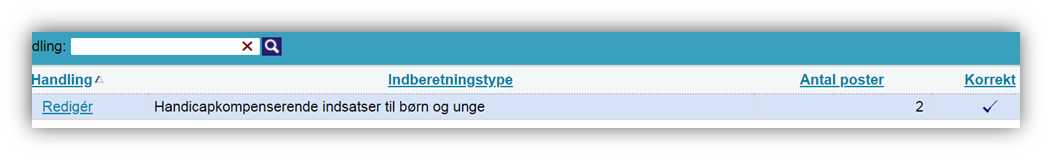 dling:
Handling Indberetningstype Antal poster Korrekt
Redigér Handicapkompenserende indsatser til børn og unge 2